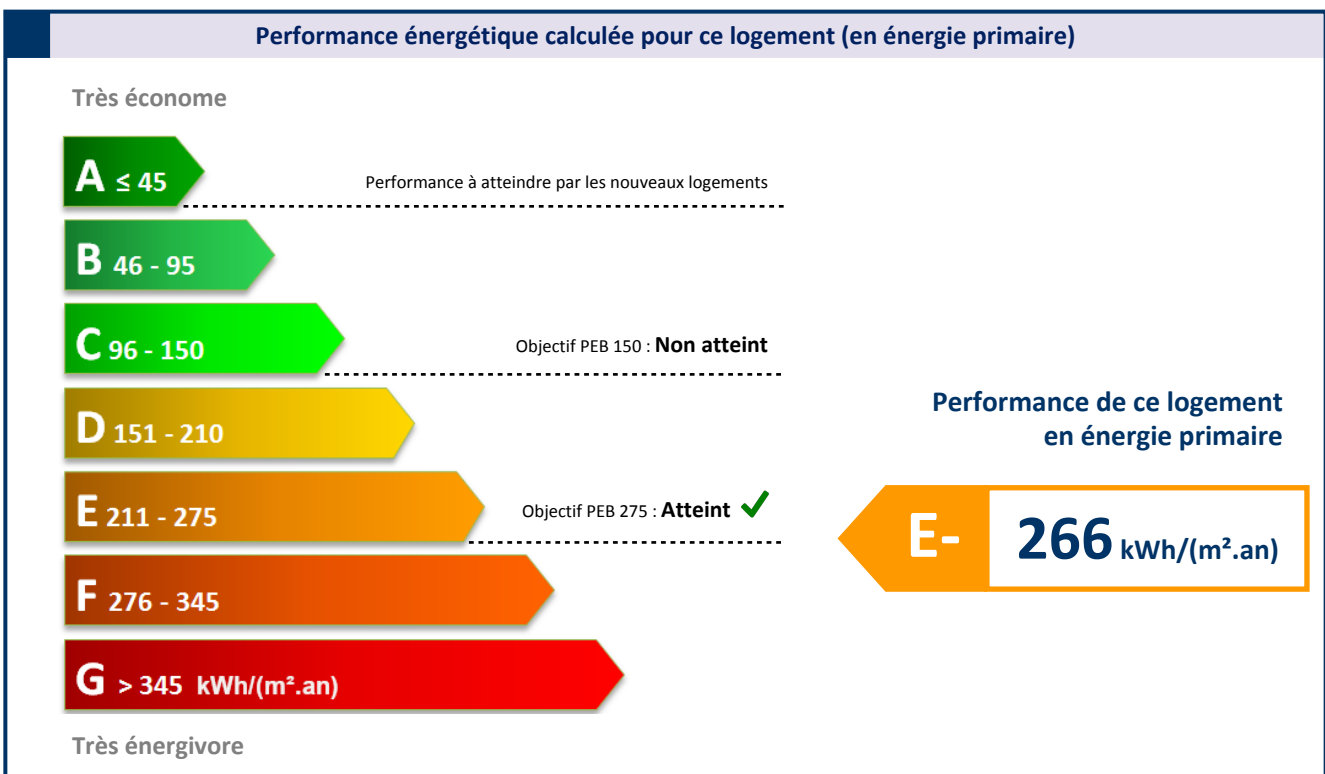 Performance énergétique calculée pour ce logement (en énergie primaire)
Très économe
A ≤ 45
Performance à atteindre par les nouveaux logements
B 46 - 95
C 96 - 150
Objectif PEB 150 : Non atteint
D 151 - 210
E 211 - 275
Objectif PEB 275 : Atteint ✓
F 276 - 345
G > 345 kWh/(m².an)
Très énergivore
Performance de ce logement
en énergie primaire
E- 266 kWh/(m².an)